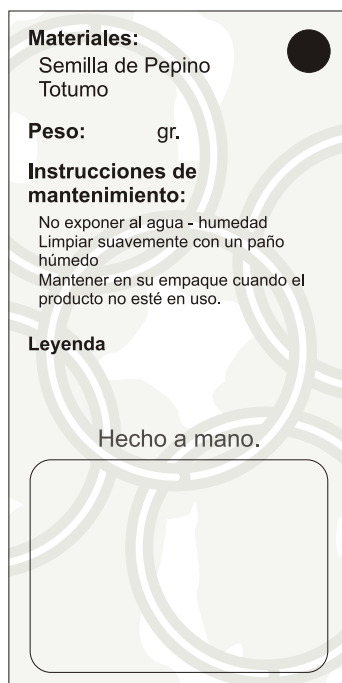 Materiales:
Semilla de Pepino
Totumo
Peso: gr.
Instrucciones de
mantenimiento:
No exponer al agua - humedad
Limpiar suavemente con un paño
húmedo
Mantener en su empaque cuando el
producto no esté en uso.
Leyenda
Hecho a mano.